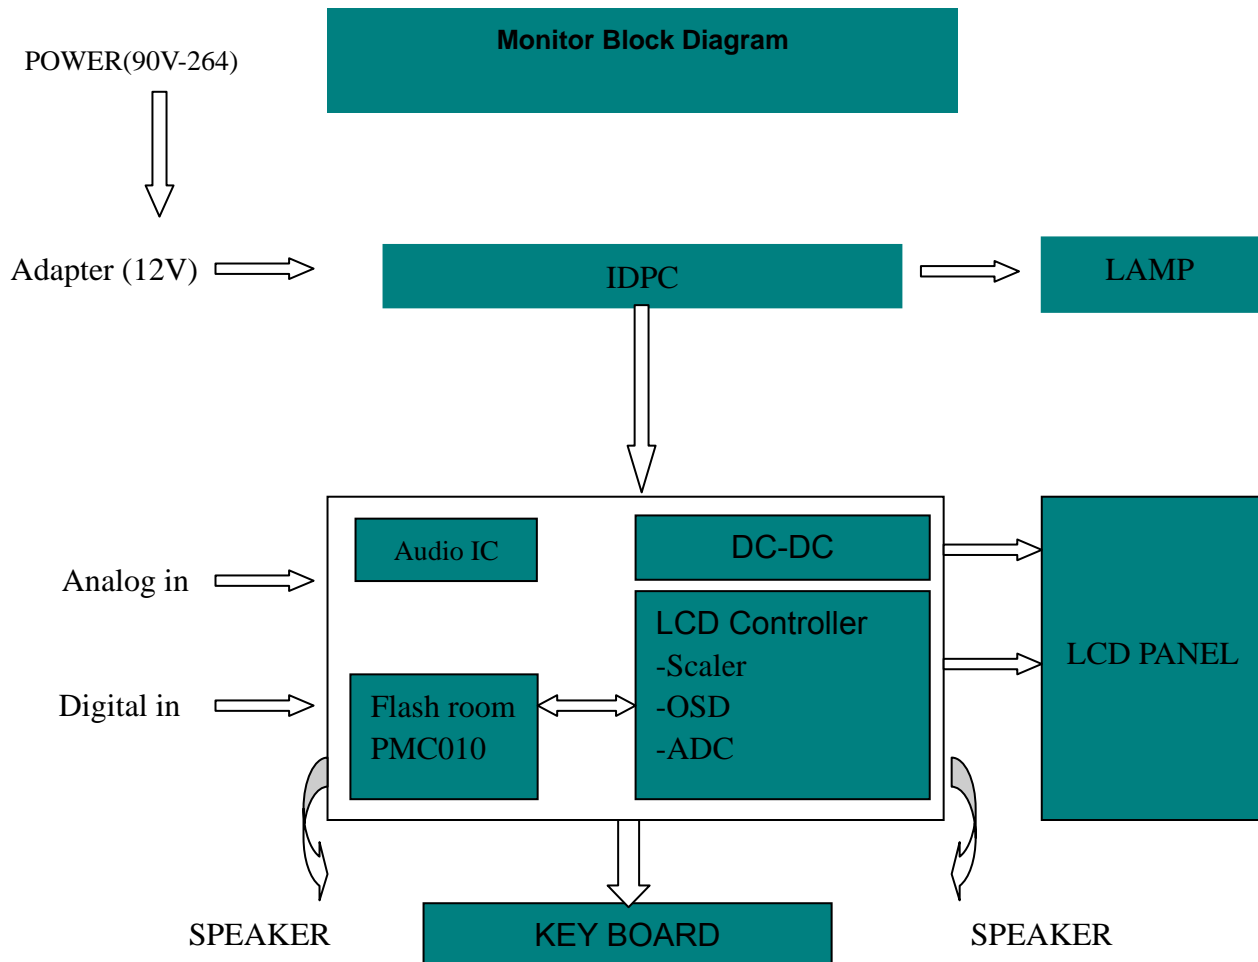 Monitor Block Diagram
POWER(90V-264)
Adapter (12V)
IDPC
LAMP
Audio IC
DC-DC
Analog in
LCD Controller
-Scaler
-OSD
-ADC
LCD PANEL
Digital in
Flash room
PMC010
SPEAKER
KEY BOARD
SPEAKER